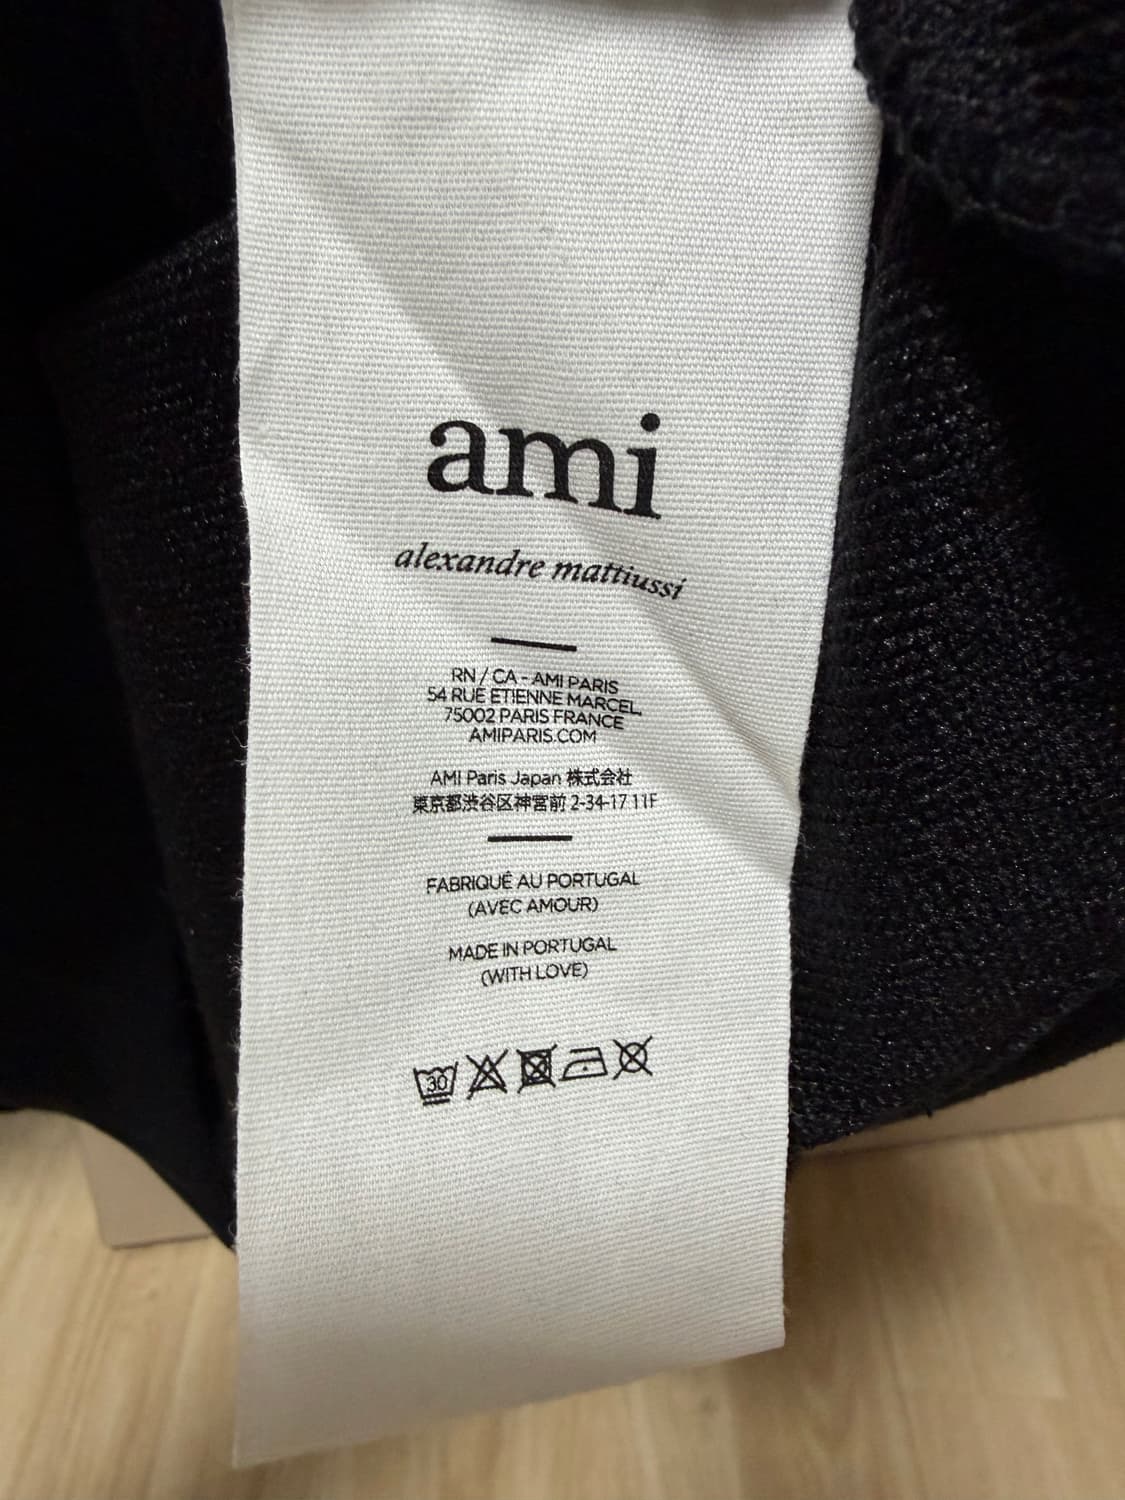 ami
alexandre mattiussi
RN / CA - AMI PARIS
54 RUE ETIENNE MARCEL,
75002 PARIS FRANCE
AMIPARIS.COM
AMI Paris Japan 株式会社
東京都渋谷区神宮前 2-34-17 11F
FABRIQUÉ AU PORTUGAL
(AVEC AMOUR)
MADE IN PORTUGAL
(WITH LOVE)
30